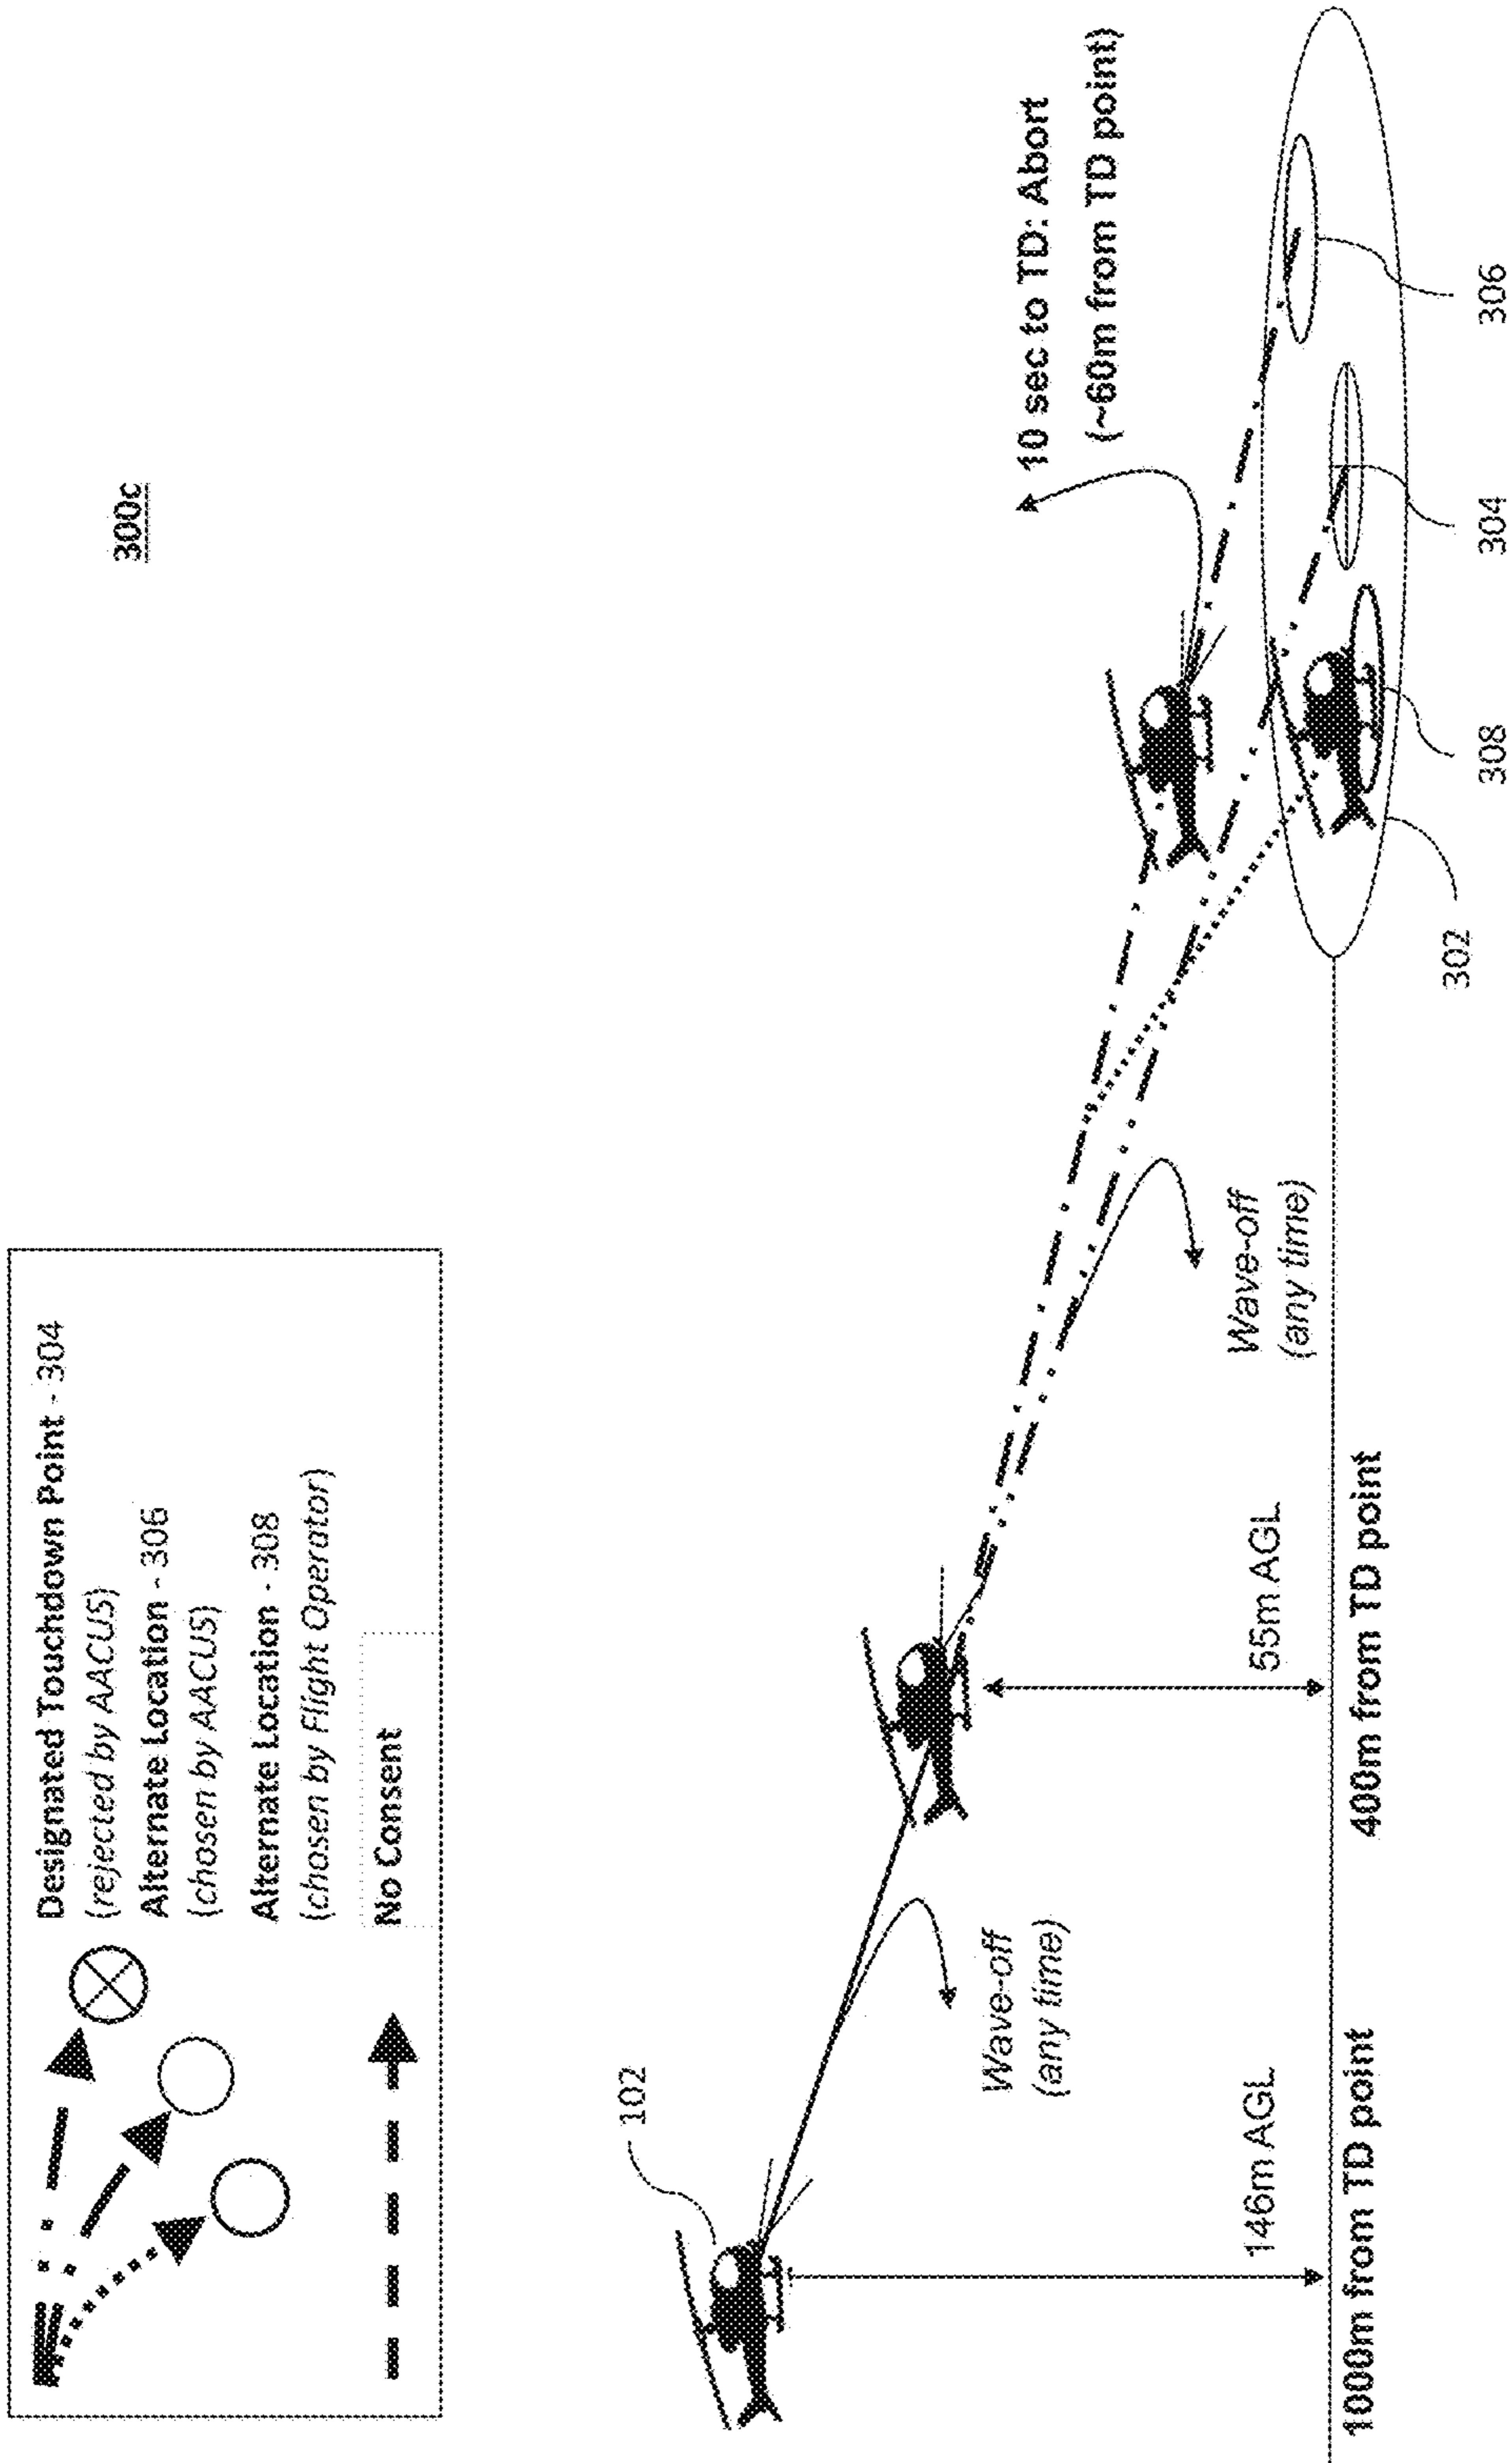 300c
Designated Touchdown Point - 304
(rejected by AACUS)
Alternate Location - 306
(chosen by AACUS)
Alternate Location - 308
(chosen by Flight Operator)
No Consent
102
Wave-off
(any time)
146m AGL
1000m from TD point
55m AGL
400m from TD point
Wave-off
(any time)
10 sec to TD: Abort
(~60m from TD point)
302
308
304
306